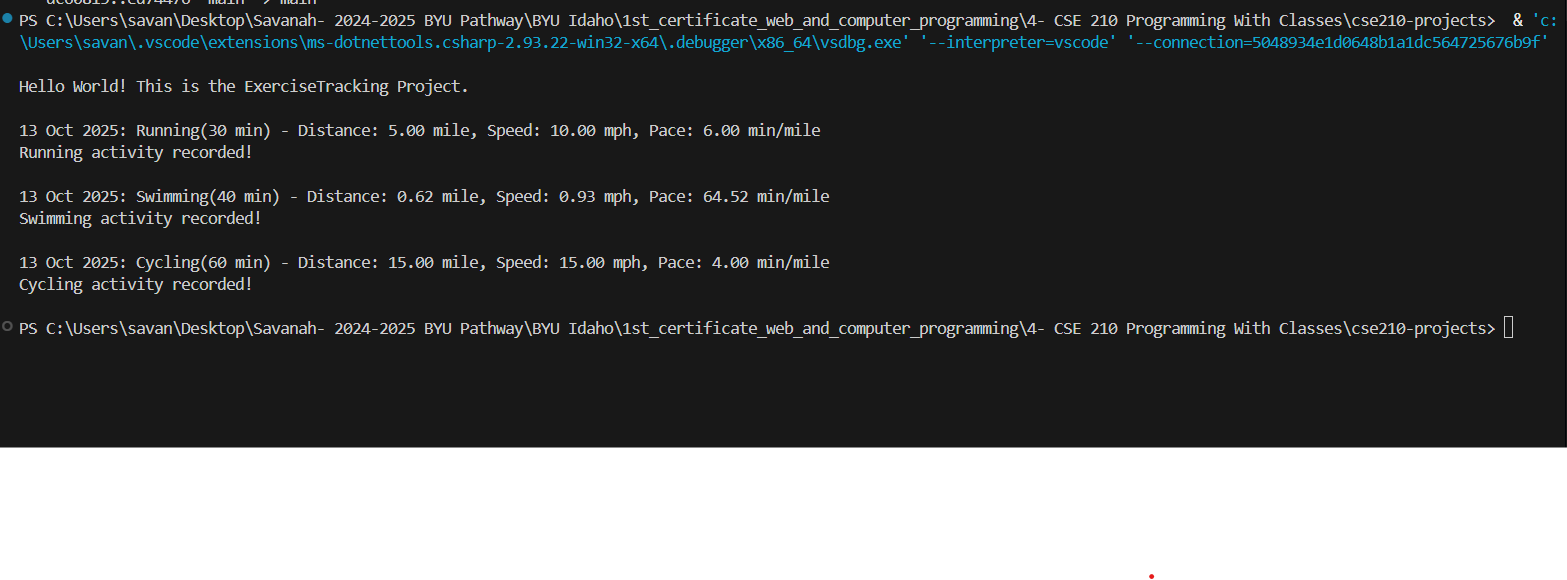 PS C:\Users\savan\Desktop\Savanah- 2024-2025 BYU Pathway\BYU Idaho\1st_certificate_web_and_computer_programming\4- CSE 210 Programming With Classes\cse210-projects>  & 'c:
\Users\savan\.vscode\extensions\ms-dotnettools.csharp-2.93.22-win32-x64\.debugger\x86_64\vsdbg.exe' '--interpreter=vscode' '--connection=5048934e1d0648b1a1dc564725676b9f'
Hello World! This is the ExerciseTracking Project.
13 Oct 2025: Running(30 min) - Distance: 5.00 mile, Speed: 10.00 mph, Pace: 6.00 min/mile
Running activity recorded!
13 Oct 2025: Swimming(40 min) - Distance: 0.62 mile, Speed: 0.93 mph, Pace: 64.52 min/mile
Swimming activity recorded!
13 Oct 2025: Cycling(60 min) - Distance: 15.00 mile, Speed: 15.00 mph, Pace: 4.00 min/mile
Cycling activity recorded!
PS C:\Users\savan\Desktop\Savanah- 2024-2025 BYU Pathway\BYU Idaho\1st_certificate_web_and_computer_programming\4- CSE 210 Programming With Classes\cse210-projects>